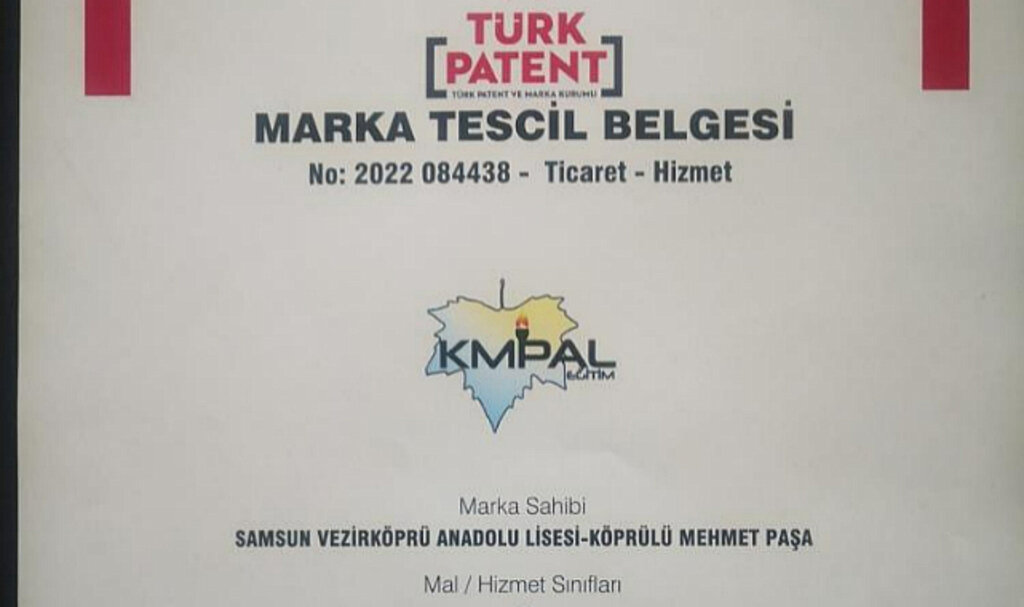 TÜRK
PATENT
TÜRK PATENT VE MARKA KURUMU
MARKA TESCİL BELGESİ
No: 2022 084438 - Ticaret - Hizmet
KMPAL
EĞİTİM
Marka Sahibi
SAMSUN VEZİRKÖPRÜ ANADOLU LİSESİ-KÖPRÜLÜ MEHMET PAŞA
Mal / Hizmet Sınıfları